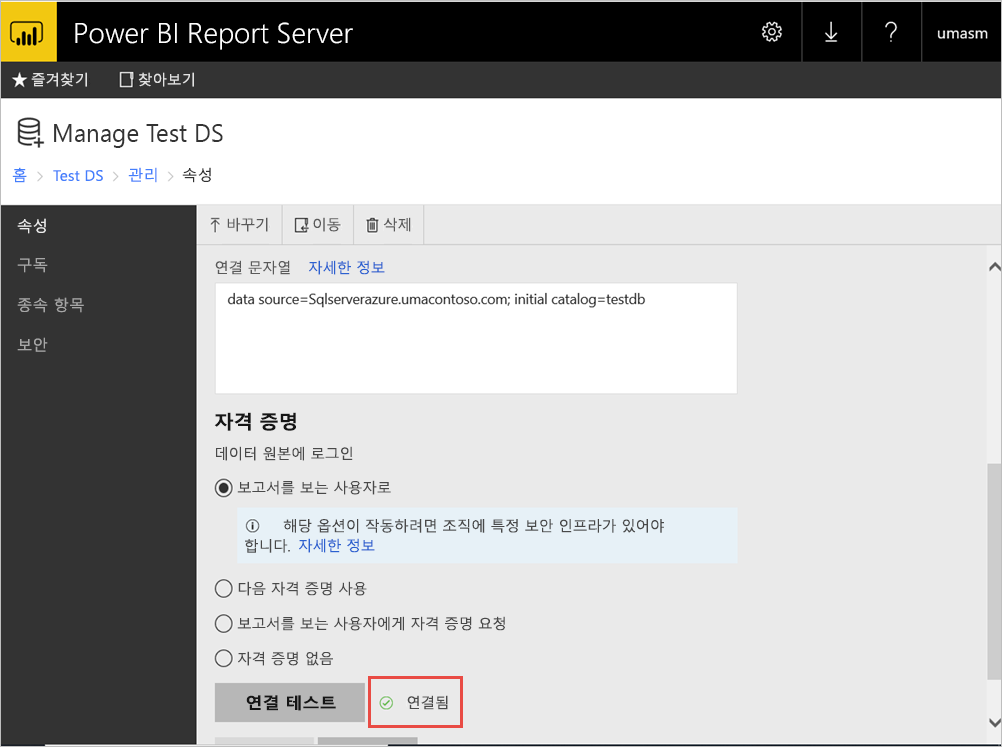 Power BI Report Server
?
umasm
즐겨찾기
찾아보기
Manage Test DS
홈 > Test DS > 관리 > 속성
속성
구독
종속 항목
보안
바꾸기
이동
삭제
연결 문자열 자세한 정보
data source=Sqlserverazure.umacontoso.com; initial catalog=testdb
자격 증명
데이터 원본에 로그인
보고서를 보는 사용자로
해당 옵션이 작동하려면 조직에 특정 보안 인프라가 있어야
합니다. 자세한 정보
다음 자격 증명 사용
보고서를 보는 사용자에게 자격 증명 요청
자격 증명 없음
연결 테스트
연결됨